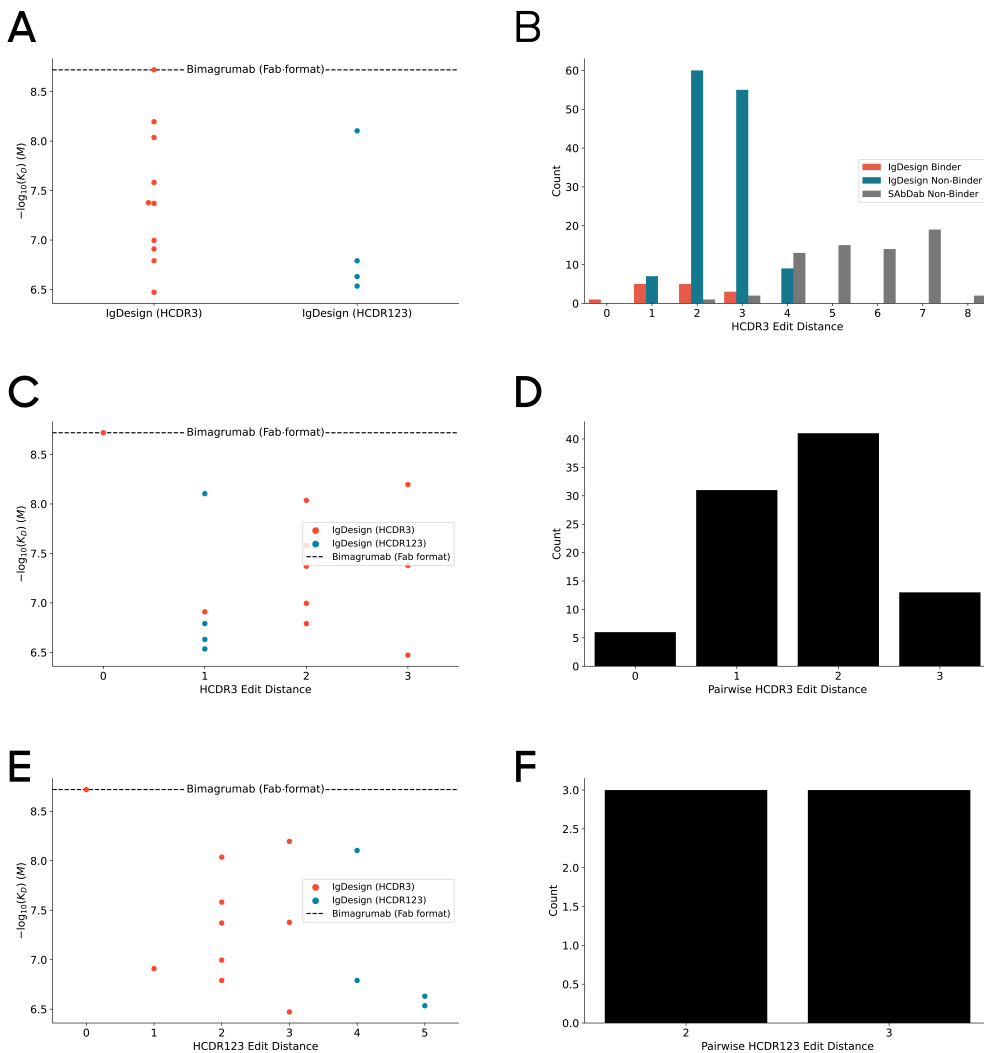 A
Bimagrumab (Fab format)
8.5
8.0
7.5
7.0
6.5
−log₁₀(K_D) (M)
IgDesign (HCDR3)
IgDesign (HCDR123)
B
60
50
40
30
20
10
0
Count
IgDesign Binder
IgDesign Non-Binder
SAbDab Non-Binder
0 1 2 3 4 5 6 7 8
HCDR3 Edit Distance
C
Bimagrumab (Fab format)
8.5
8.0
7.5
7.0
6.5
−log₁₀(K_D) (M)
IgDesign (HCDR3)
IgDesign (HCDR123)
Bimagrumab (Fab format)
0 1 2 3
HCDR3 Edit Distance
D
40
35
30
25
20
15
10
5
0
Count
0 1 2 3
Pairwise HCDR3 Edit Distance
E
Bimagrumab (Fab format)
8.5
8.0
7.5
7.0
6.5
−log₁₀(K_D) (M)
IgDesign (HCDR3)
IgDesign (HCDR123)
Bimagrumab (Fab format)
0 1 2 3 4 5
HCDR123 Edit Distance
F
3.0
2.5
2.0
1.5
1.0
0.5
0.0
Count
2 3
Pairwise HCDR123 Edit Distance